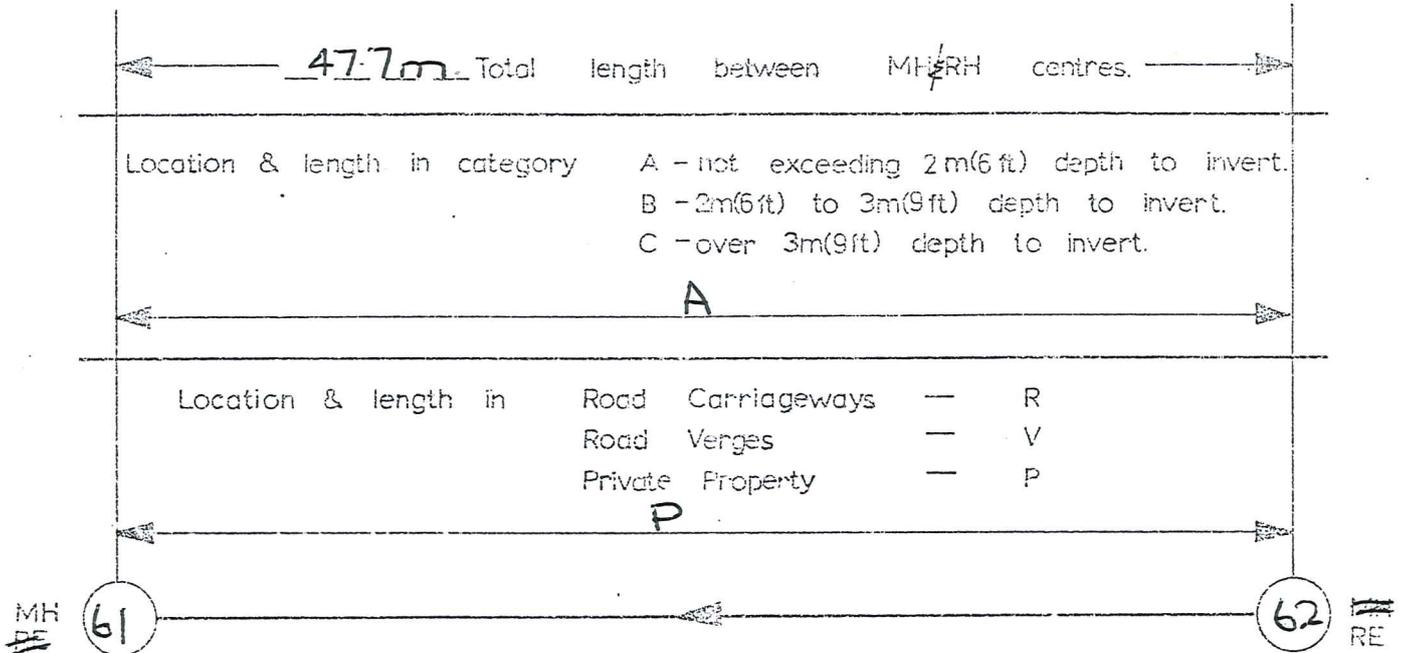 47.7m. Total length between MH & RH centres.
Location & length in category A - not exceeding 2m(6ft) depth to invert.
B - 2m(6ft) to 3m(9ft) depth to invert.
C - over 3m(9ft) depth to invert.
A
Location & length in Road Carriageways — R
Road Verges — V
Private Property — P
P
MH 61 62
RE RE